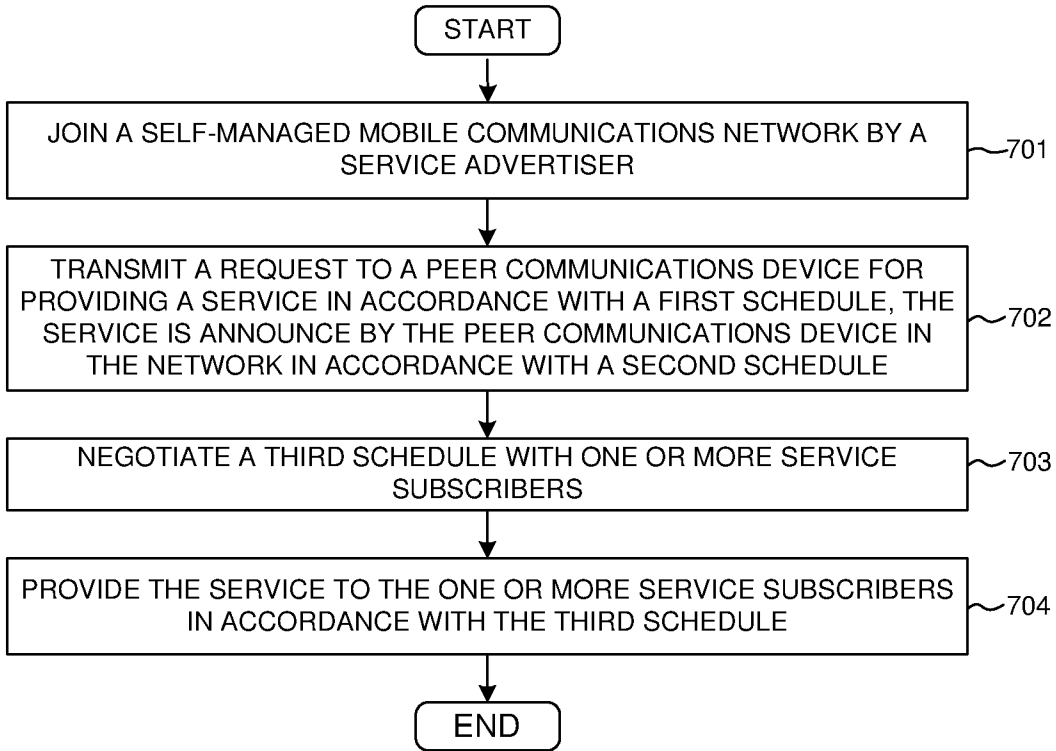 START
JOIN A SELF-MANAGED MOBILE COMMUNICATIONS NETWORK BY A
SERVICE ADVERTISER
701
TRANSMIT A REQUEST TO A PEER COMMUNICATIONS DEVICE FOR
PROVIDING A SERVICE IN ACCORDANCE WITH A FIRST SCHEDULE, THE
SERVICE IS ANNOUNCE BY THE PEER COMMUNICATIONS DEVICE IN
THE NETWORK IN ACCORDANCE WITH A SECOND SCHEDULE
702
NEGOTIATE A THIRD SCHEDULE WITH ONE OR MORE SERVICE
SUBSCRIBERS
703
PROVIDE THE SERVICE TO THE ONE OR MORE SERVICE SUBSCRIBERS
IN ACCORDANCE WITH THE THIRD SCHEDULE
704
END